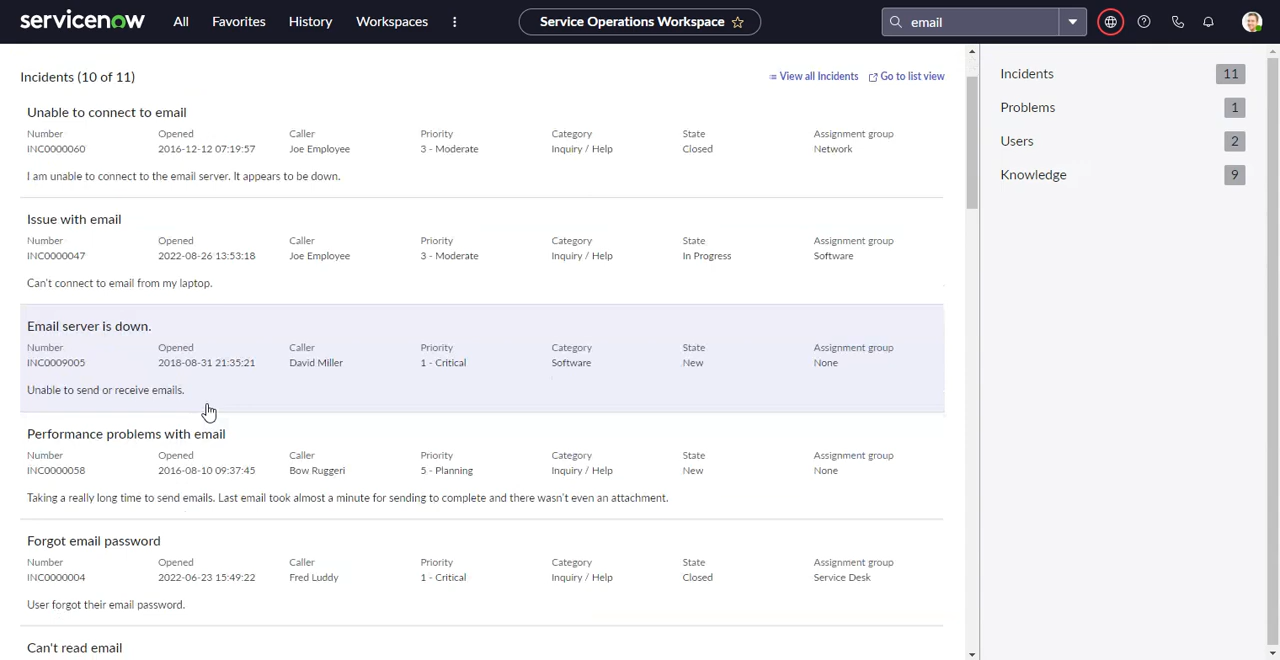 servicenow All Favorites History Workspaces Service Operations Workspace email
Incidents (10 of 11) View all Incidents Go to list view
Unable to connect to email
Number Opened Caller Priority Category State Assignment group
INC0000060 2016-12-12 07:19:57 Joe Employee 3 - Moderate Inquiry / Help Closed Network
I am unable to connect to the email server. It appears to be down.
Issue with email
Number Opened Caller Priority Category State Assignment group
INC0000047 2022-08-26 13:53:18 Joe Employee 3 - Moderate Inquiry / Help In Progress Software
Can't connect to email from my laptop.
Email server is down.
Number Opened Caller Priority Category State Assignment group
INC0009005 2018-08-31 21:35:21 David Miller 1 - Critical Software New None
Unable to send or receive emails.
Performance problems with email
Number Opened Caller Priority Category State Assignment group
INC0000058 2016-08-10 09:37:45 Bow Ruggeri 5 - Planning Inquiry / Help New None
Taking a really long time to send emails. Last email took almost a minute for sending to complete and there wasn't even an attachment.
Forgot email password
Number Opened Caller Priority Category State Assignment group
INC0000004 2022-06-23 15:49:22 Fred Luddy 1 - Critical Inquiry / Help Closed Service Desk
User forgot their email password.
Can't read email
Incidents 11
Problems 1
Users 2
Knowledge 9